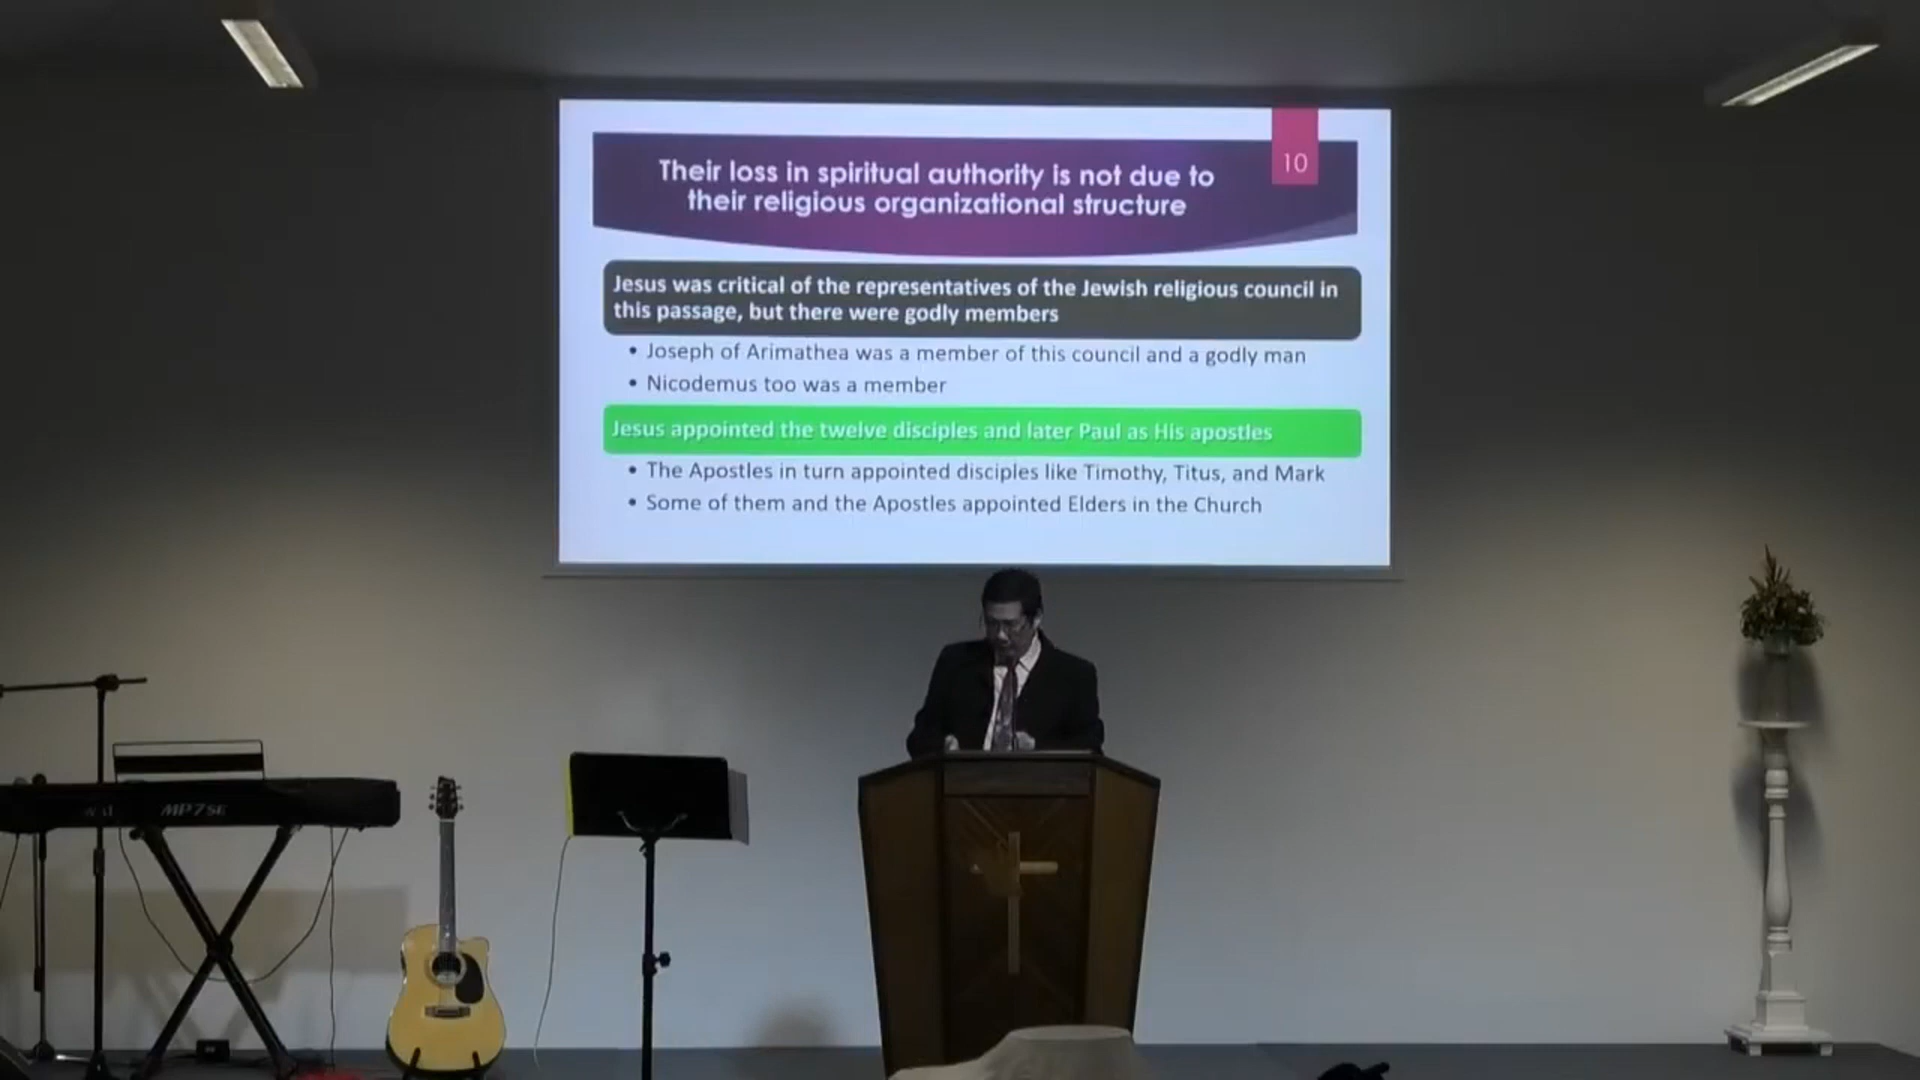 10
Their loss in spiritual authority is not due to
their religious organizational structure
Jesus was critical of the representatives of the Jewish religious council in
this passage, but there were godly members
• Joseph of Arimathea was a member of this council and a godly man
• Nicodemus too was a member
Jesus appointed the twelve disciples and later Paul as His apostles
• The Apostles in turn appointed disciples like Timothy, Titus, and Mark
• Some of them and the Apostles appointed Elders in the Church
MP7SE